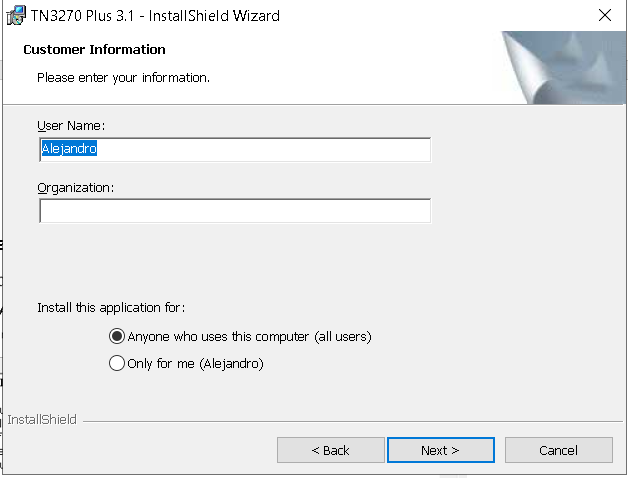 TN3270 Plus 3.1 - InstallShield Wizard
Customer Information
Please enter your information.
User Name:
Alejandro
Organization:
Install this application for:
Anyone who uses this computer (all users)
Only for me (Alejandro)
InstallShield
< Back
Next >
Cancel